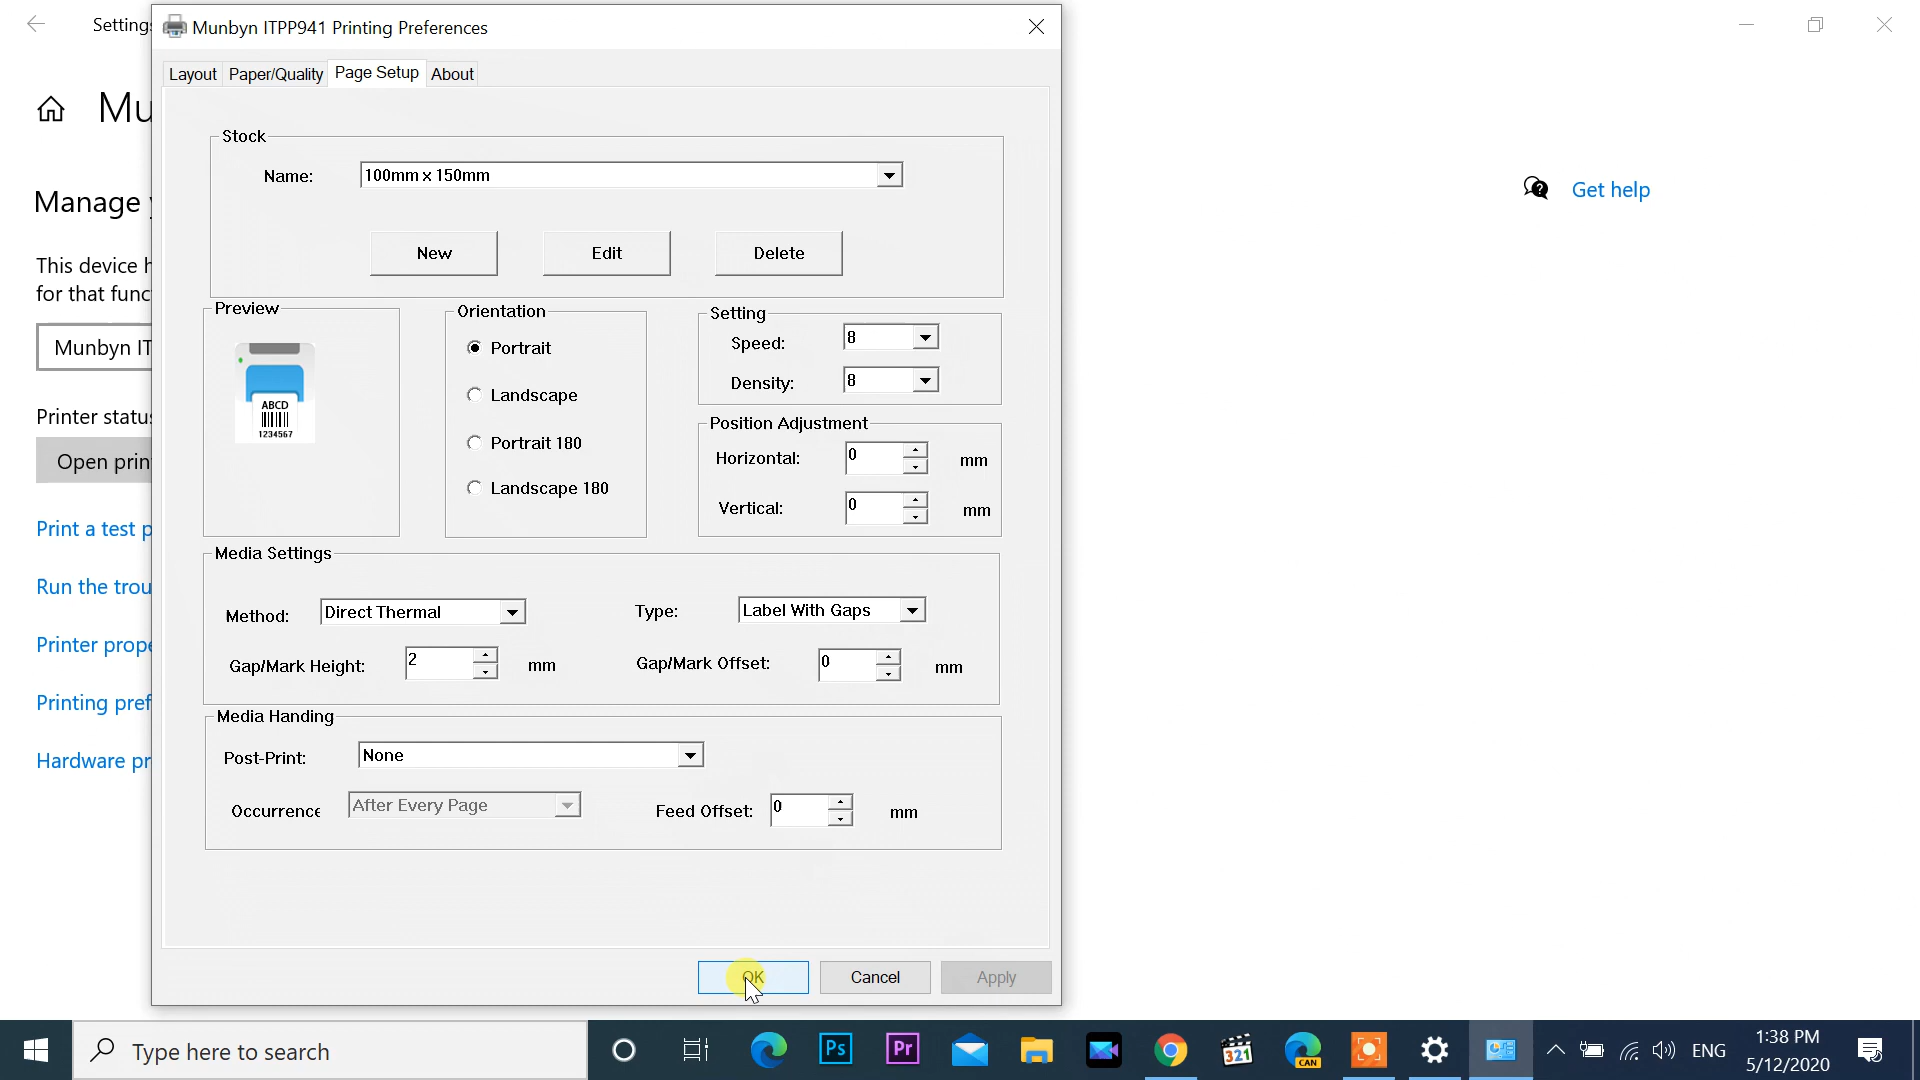 Settings
Munbyn ITPP941 Printing Preferences
Layout Paper/Quality Page Setup About
Mu
Stock
Name: 100mm x 150mm
Get help
Manage
New Edit Delete
This device h
for that func
Preview Orientation Setting
Munbyn IT
ABCD
1234567
Portrait
Landscape
Portrait 180
Landscape 180
Speed: 8
Density: 8
Position Adjustment
Horizontal: 0 mm
Vertical: 0 mm
Printer status
Open prin
Print a test p
Run the trou
Printer prope
Printing pref
Hardware pr
Media Settings
Method: Direct Thermal Type: Label With Gaps
Gap/Mark Height: 2 mm Gap/Mark Offset: 0 mm
Media Handing
Post-Print: None
Occurrence After Every Page Feed Offset: 0 mm
OK Cancel Apply
Type here to search
Ps Pr 321 CAN
ENG
1:38 PM
5/12/2020